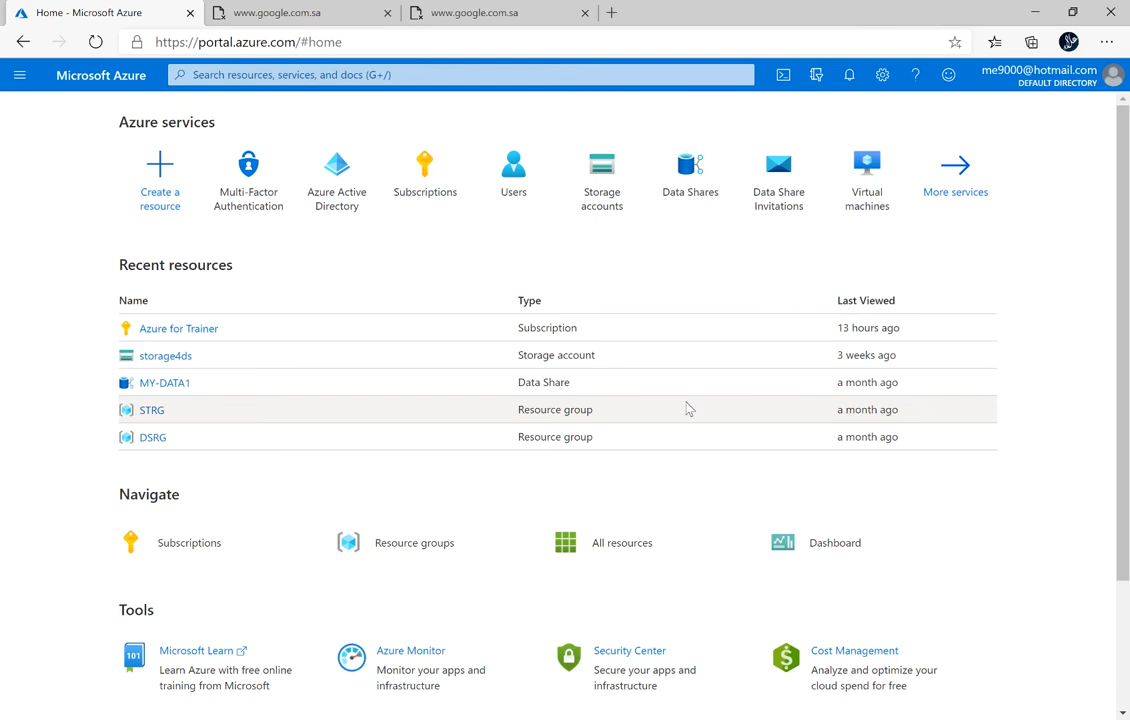 Home - Microsoft Azure
www.google.com.sa
www.google.com.sa
https://portal.azure.com/#home
Microsoft Azure
Search resources, services, and docs (G+/)
me9000@hotmail.com
DEFAULT DIRECTORY
Azure services
Create a resource
Multi-Factor Authentication
Azure Active Directory
Subscriptions
Users
Storage accounts
Data Shares
Data Share Invitations
Virtual machines
More services
Recent resources
Name Type Last Viewed
Azure for Trainer Subscription 13 hours ago
storage4ds Storage account 3 weeks ago
MY-DATA1 Data Share a month ago
STRG Resource group a month ago
DSRG Resource group a month ago
Navigate
Subscriptions Resource groups All resources Dashboard
Tools
101
Microsoft Learn
Learn Azure with free online
training from Microsoft
Azure Monitor
Monitor your apps and
infrastructure
Security Center
Secure your apps and
infrastructure
$
Cost Management
Analyze and optimize your
cloud spend for free